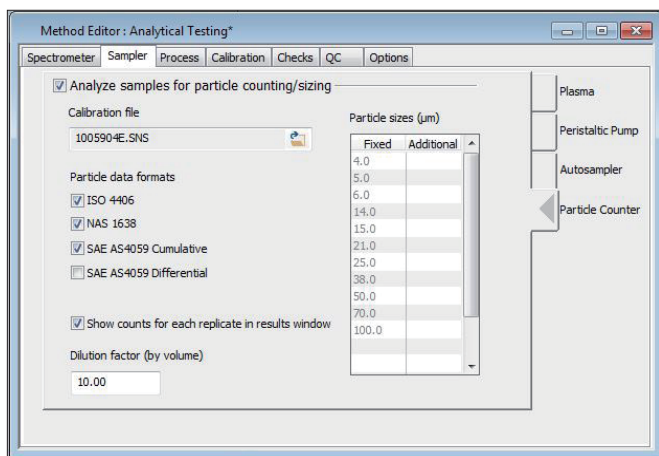 Method Editor : Analytical Testing*
Spectrometer Sampler Process Calibration Checks QC Options
Analyze samples for particle counting/sizing
Calibration file
1005904E.SNS
Particle data formats
ISO 4406
NAS 1638
SAE AS4059 Cumulative
SAE AS4059 Differential
Show counts for each replicate in results window
Dilution factor (by volume)
10.00
Particle sizes (µm)
Fixed Additional
4.0
5.0
6.0
14.0
15.0
21.0
25.0
38.0
50.0
70.0
100.0
Plasma
Peristaltic Pump
Autosampler
Particle Counter